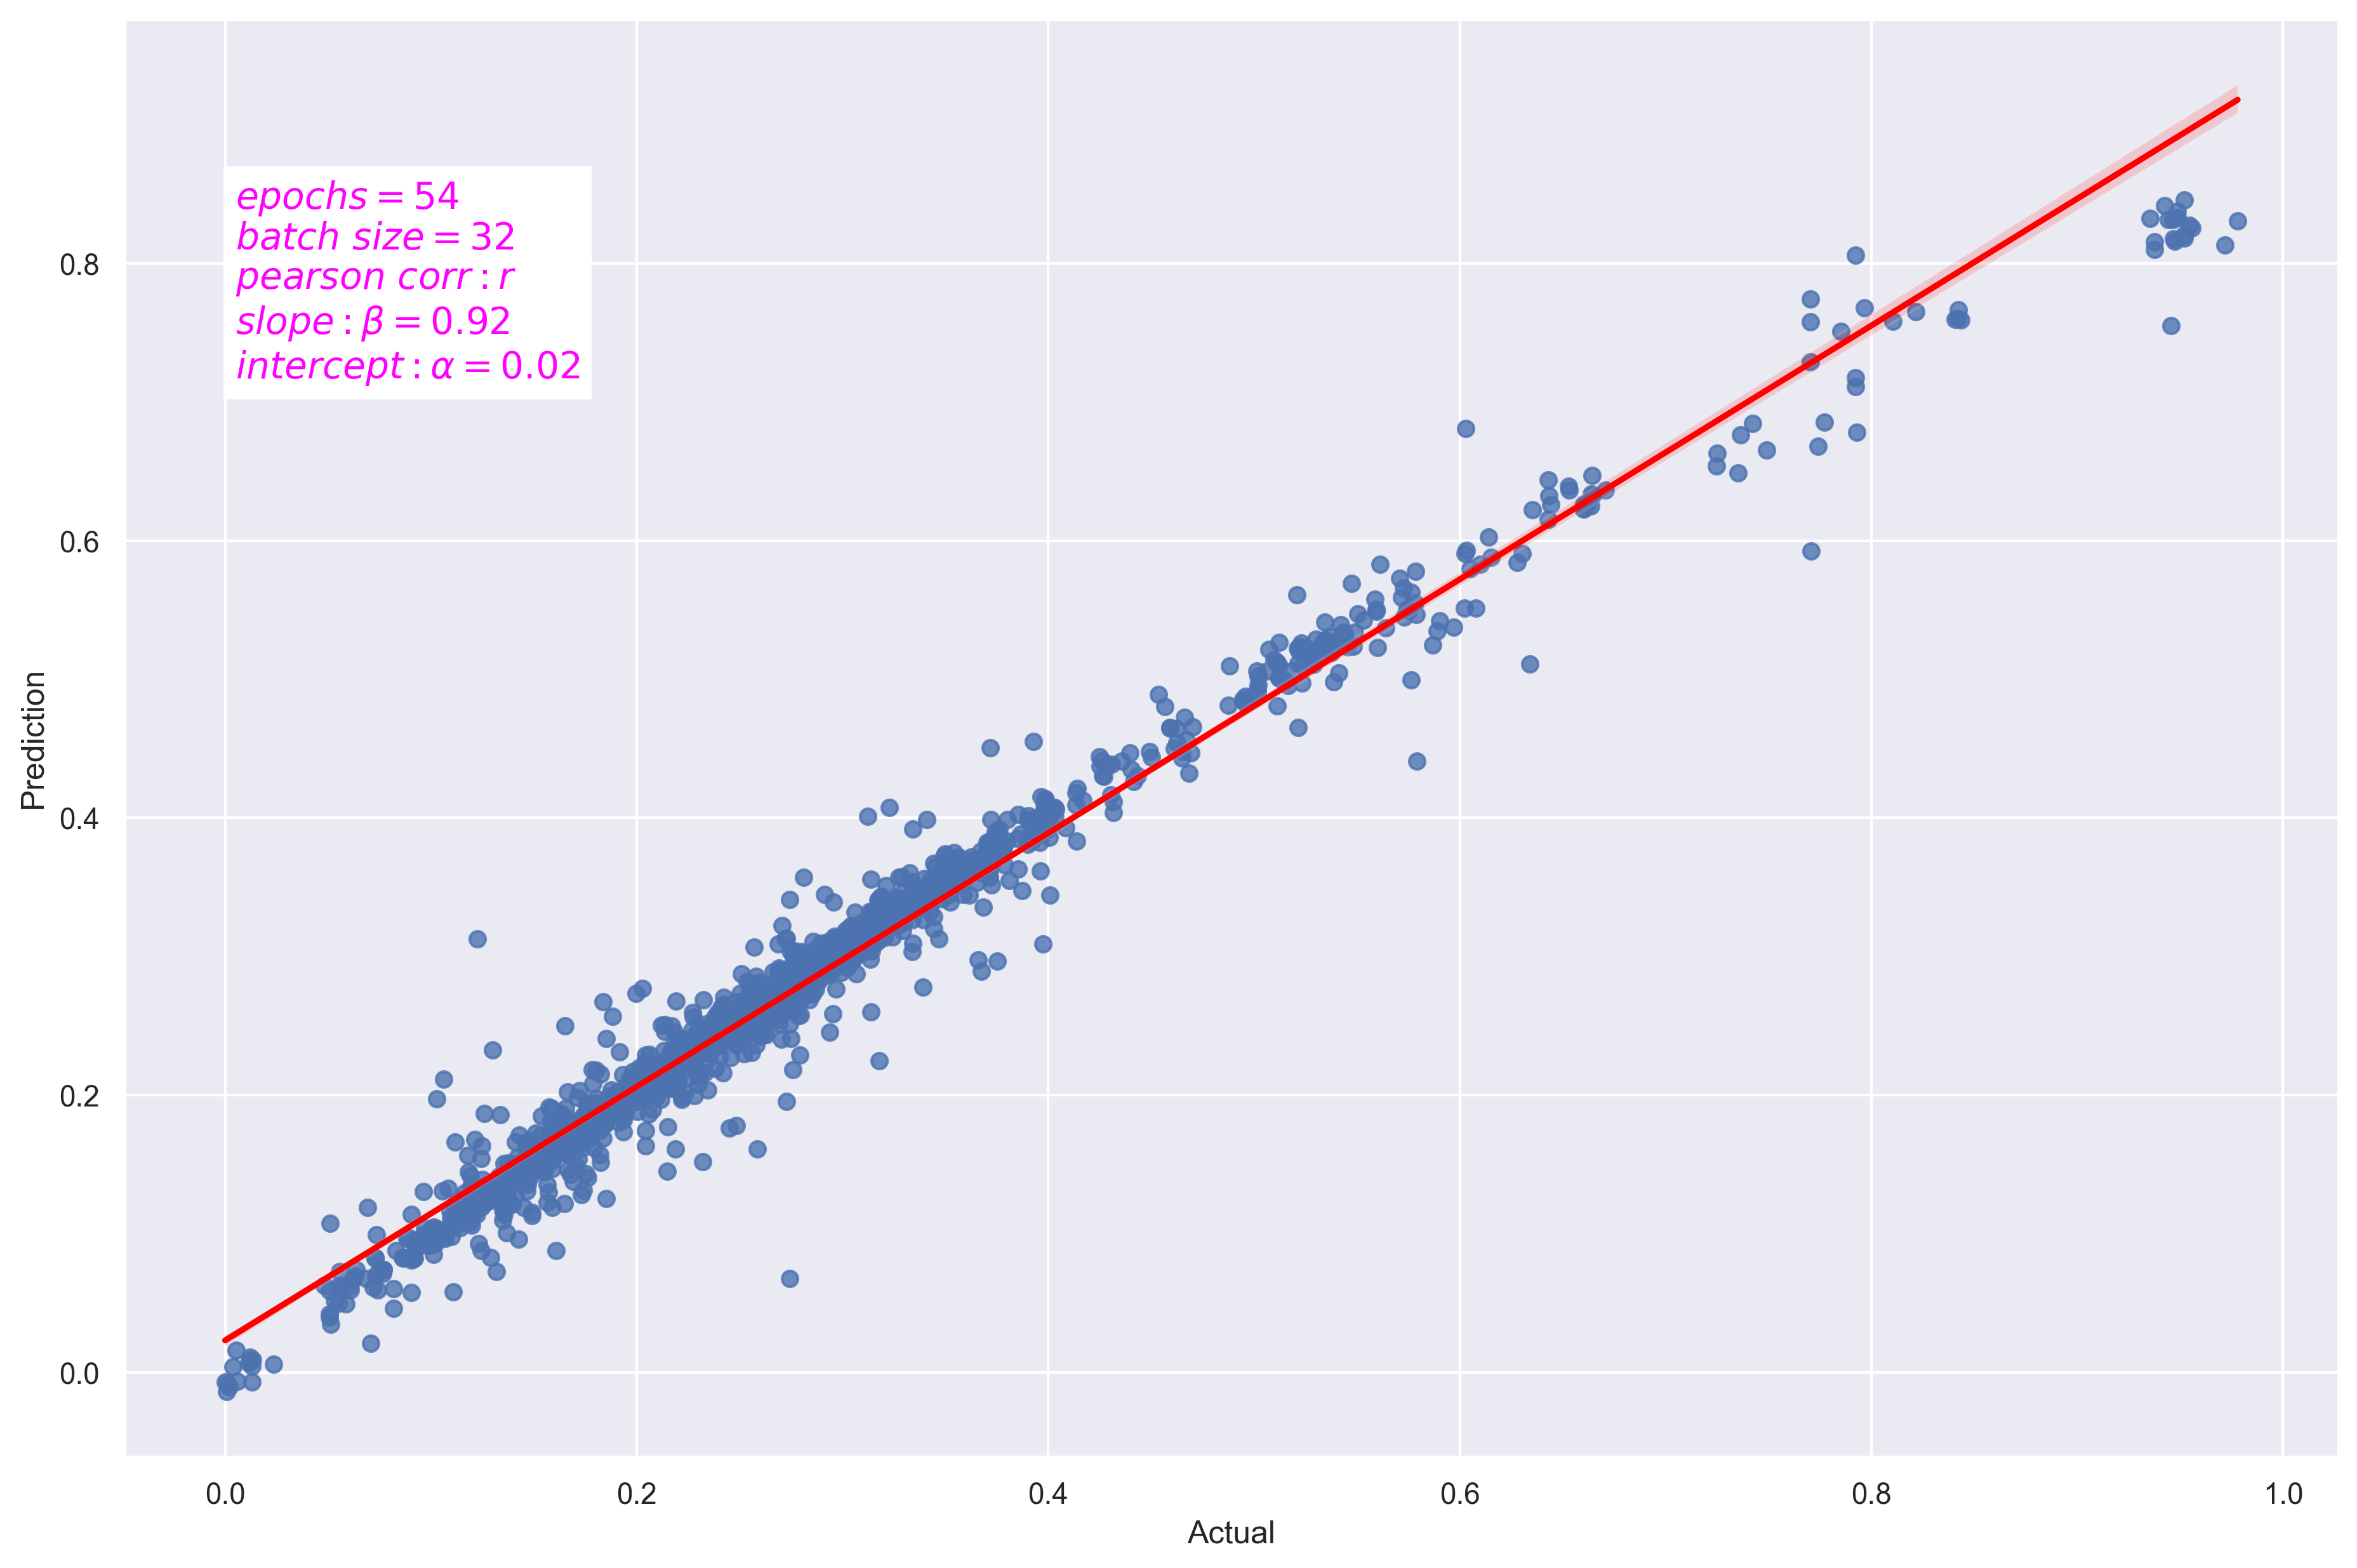 epochs = 54
batch size = 32
pearson corr : r
slope : β = 0.92
intercept : α = 0.02
0.8
0.6
0.4
0.2
0.0
Prediction
0.0 0.2 0.4 0.6 0.8 1.0
Actual